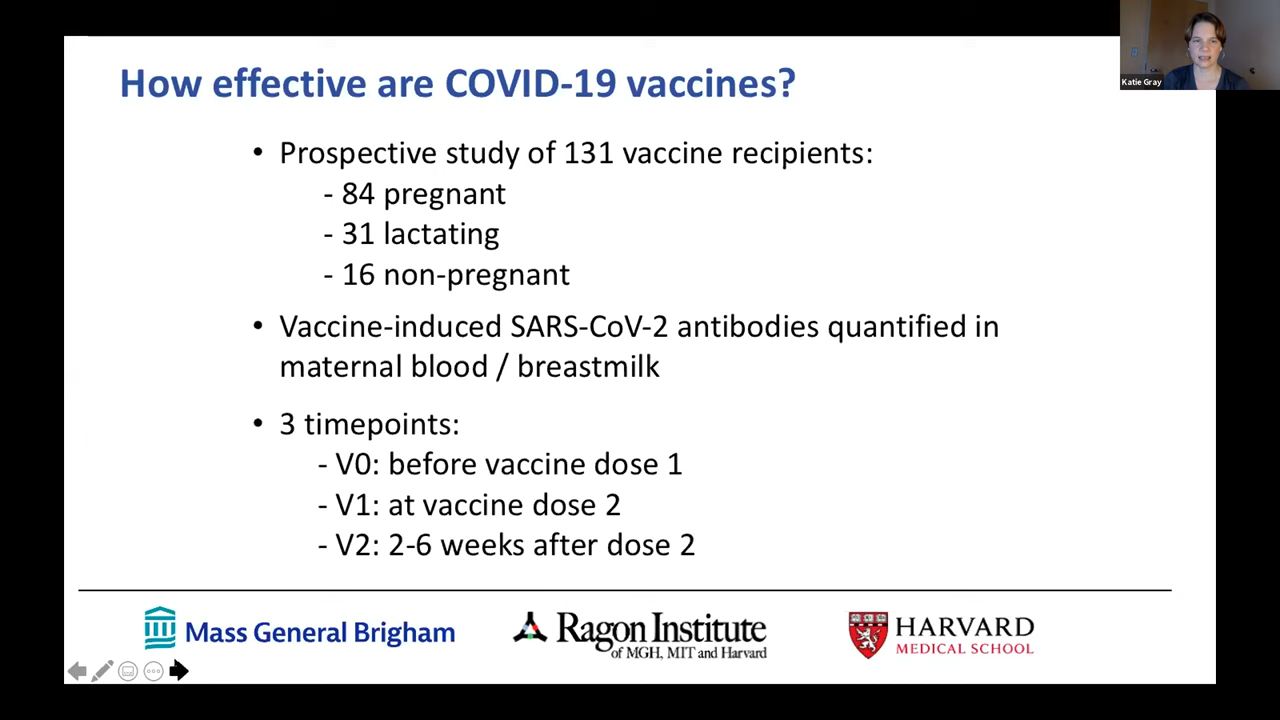 How effective are COVID-19 vaccines?
Katie Gray
• Prospective study of 131 vaccine recipients:
- 84 pregnant
- 31 lactating
- 16 non-pregnant
• Vaccine-induced SARS-CoV-2 antibodies quantified in
maternal blood / breastmilk
• 3 timepoints:
- V0: before vaccine dose 1
- V1: at vaccine dose 2
- V2: 2-6 weeks after dose 2
Mass General Brigham
Ragon Institute
of MGH, MIT and Harvard
HARVARD
MEDICAL SCHOOL